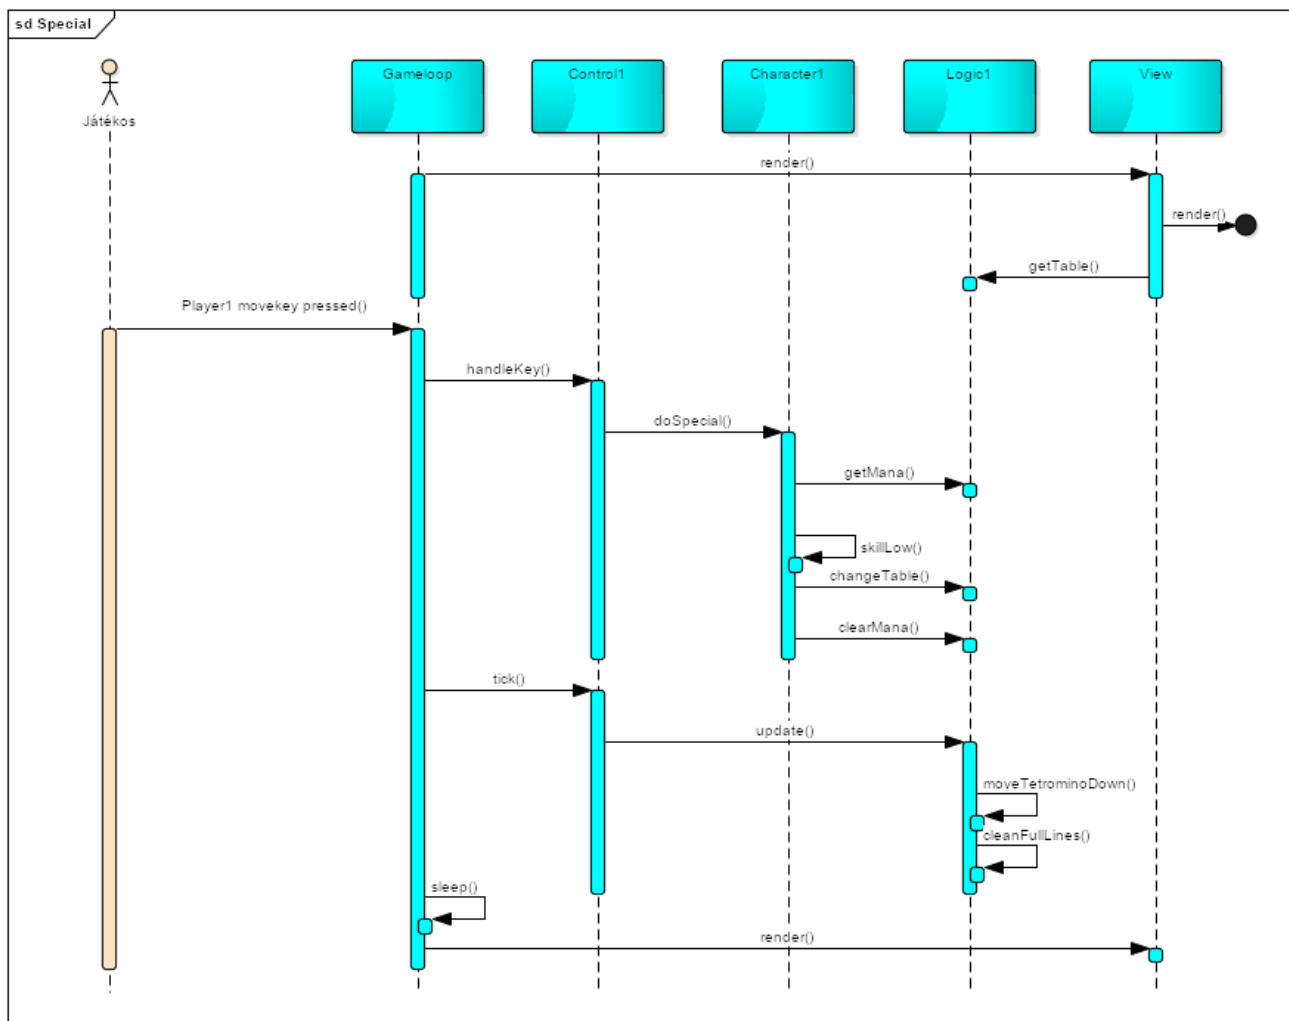 sd Special
Játékos
Gameloop
Control1
Character1
Logic1
View
render()
render()
getTable()
Player1 movekey pressed()
handleKey()
doSpecial()
getMana()
skillLow()
changeTable()
clearMana()
tick()
update()
moveTetrominoDown()
cleanFullLines()
sleep()
render()